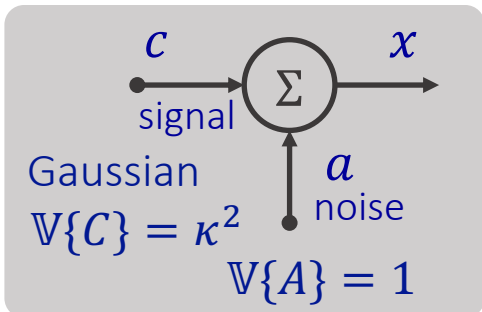 c
x
Σ
signal
a
Gaussian
noise
𝕍{C} = κ²
𝕍{A} = 1